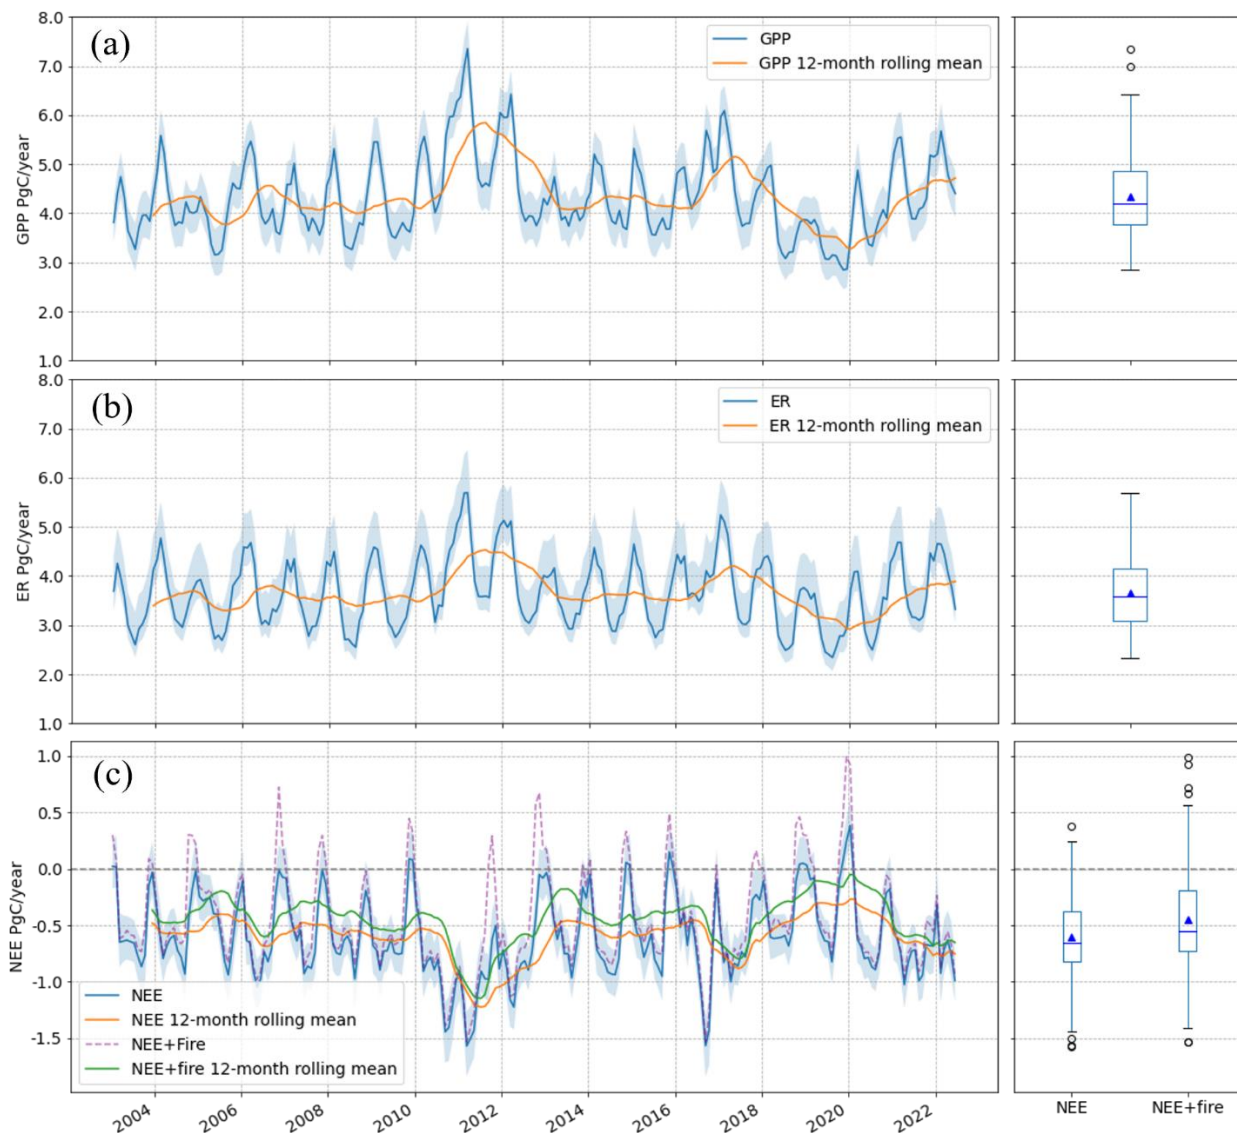 (a)
GPP
GPP 12-month rolling mean
GPP PgC/year
8.0
7.0
6.0
5.0
4.0
3.0
2.0
1.0
(b)
ER
ER 12-month rolling mean
ER PgC/year
8.0
7.0
6.0
5.0
4.0
3.0
2.0
1.0
(c)
NEE PgC/year
1.0
0.5
0.0
-0.5
-1.0
-1.5
NEE
NEE 12-month rolling mean
NEE+Fire
NEE+fire 12-month rolling mean
2004 2006 2008 2010 2012 2014 2016 2018 2020 2022
NEE NEE+fire